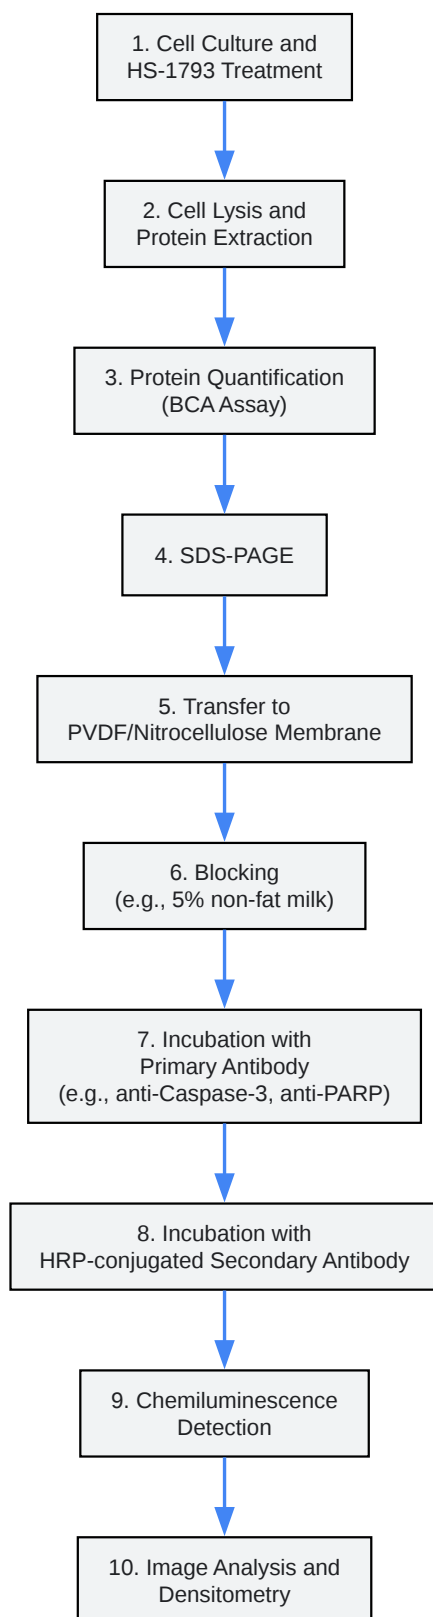 1. Cell Culture and
HS-1793 Treatment
2. Cell Lysis and
Protein Extraction
3. Protein Quantification
(BCA Assay)
4. SDS-PAGE
5. Transfer to
PVDF/Nitrocellulose Membrane
6. Blocking
(e.g., 5% non-fat milk)
7. Incubation with
Primary Antibody
(e.g., anti-Caspase-3, anti-PARP)
8. Incubation with
HRP-conjugated Secondary Antibody
9. Chemiluminescence
Detection
10. Image Analysis and
Densitometry